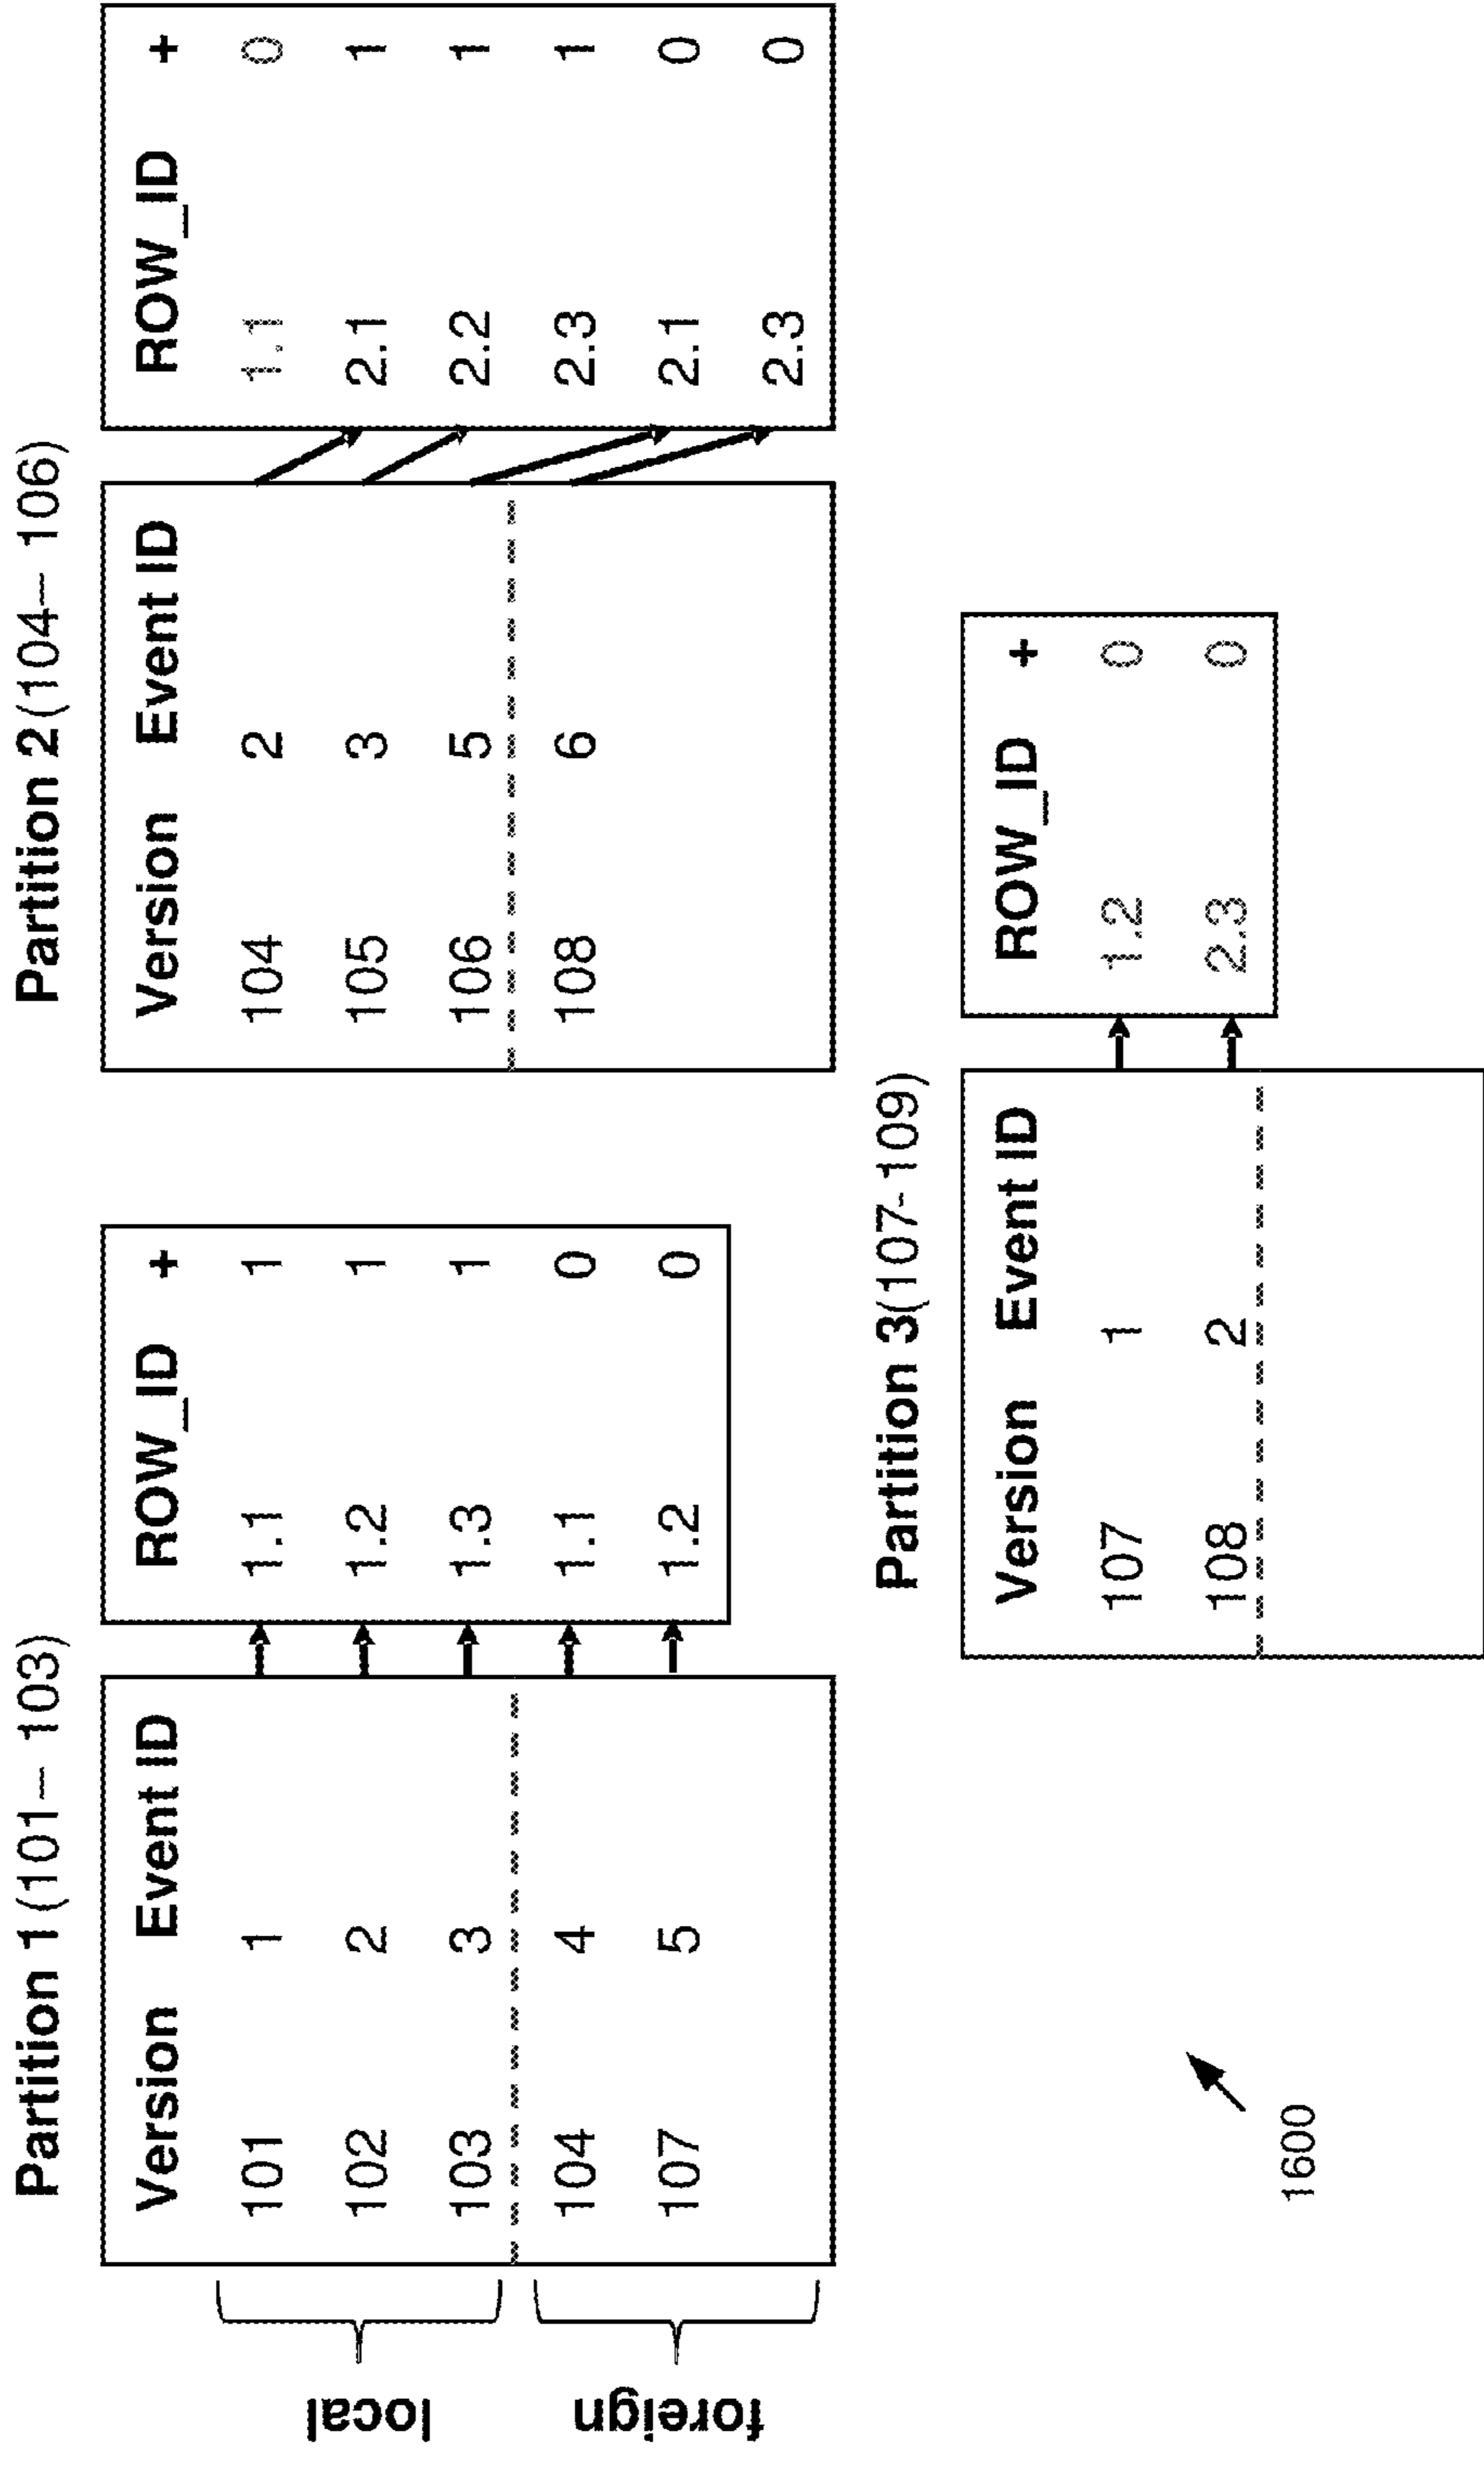 Partition 1 (101– 103)
Version Event ID
101 1
102 2
103 3
104 4
107 5
local
foreign
ROW_ID +
1.1 1
1.2 1
1.3 1
1.1 0
1.2 0
Partition 2 (104– 106)
Version Event ID
104 2
105 3
106 5
108 6
ROW_ID +
1.1 0
2.1 1
2.2 1
2.3 1
2.1 0
2.3 0
Partition 3(107-109)
Version Event ID
107 1
108 2
ROW_ID +
1.2 0
2.3 0
1600